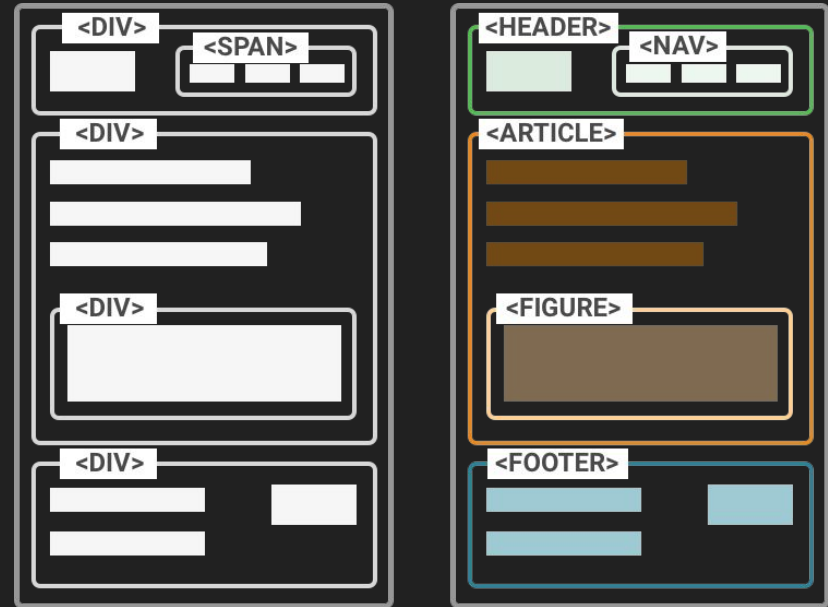 <DIV>
<SPAN>
<DIV>
<DIV>
<DIV>
<HEADER>
<NAV>
<ARTICLE>
<FIGURE>
<FOOTER>